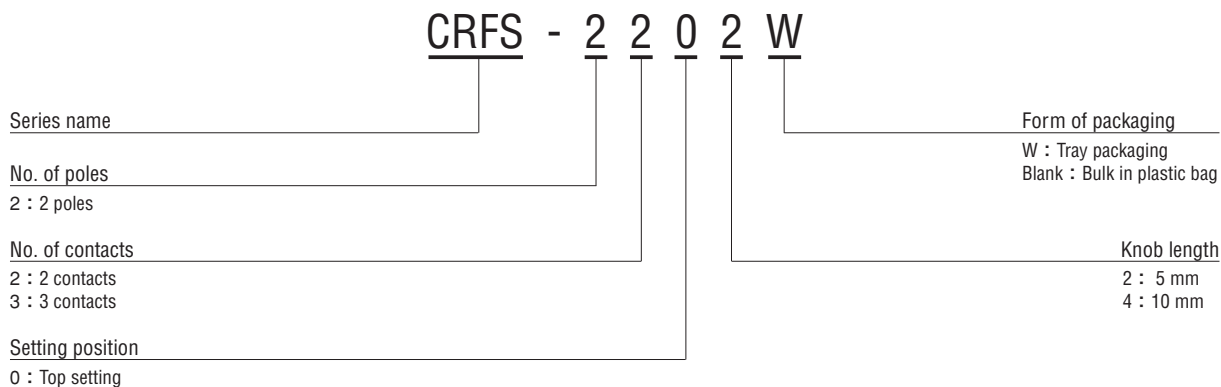 CRFS - 2 2 0 2 W
Series name
No. of poles
2 : 2 poles
No. of contacts
2 : 2 contacts
3 : 3 contacts
Setting position
0 : Top setting
Form of packaging
W : Tray packaging
Blank : Bulk in plastic bag
Knob length
2 : 5 mm
4 : 10 mm